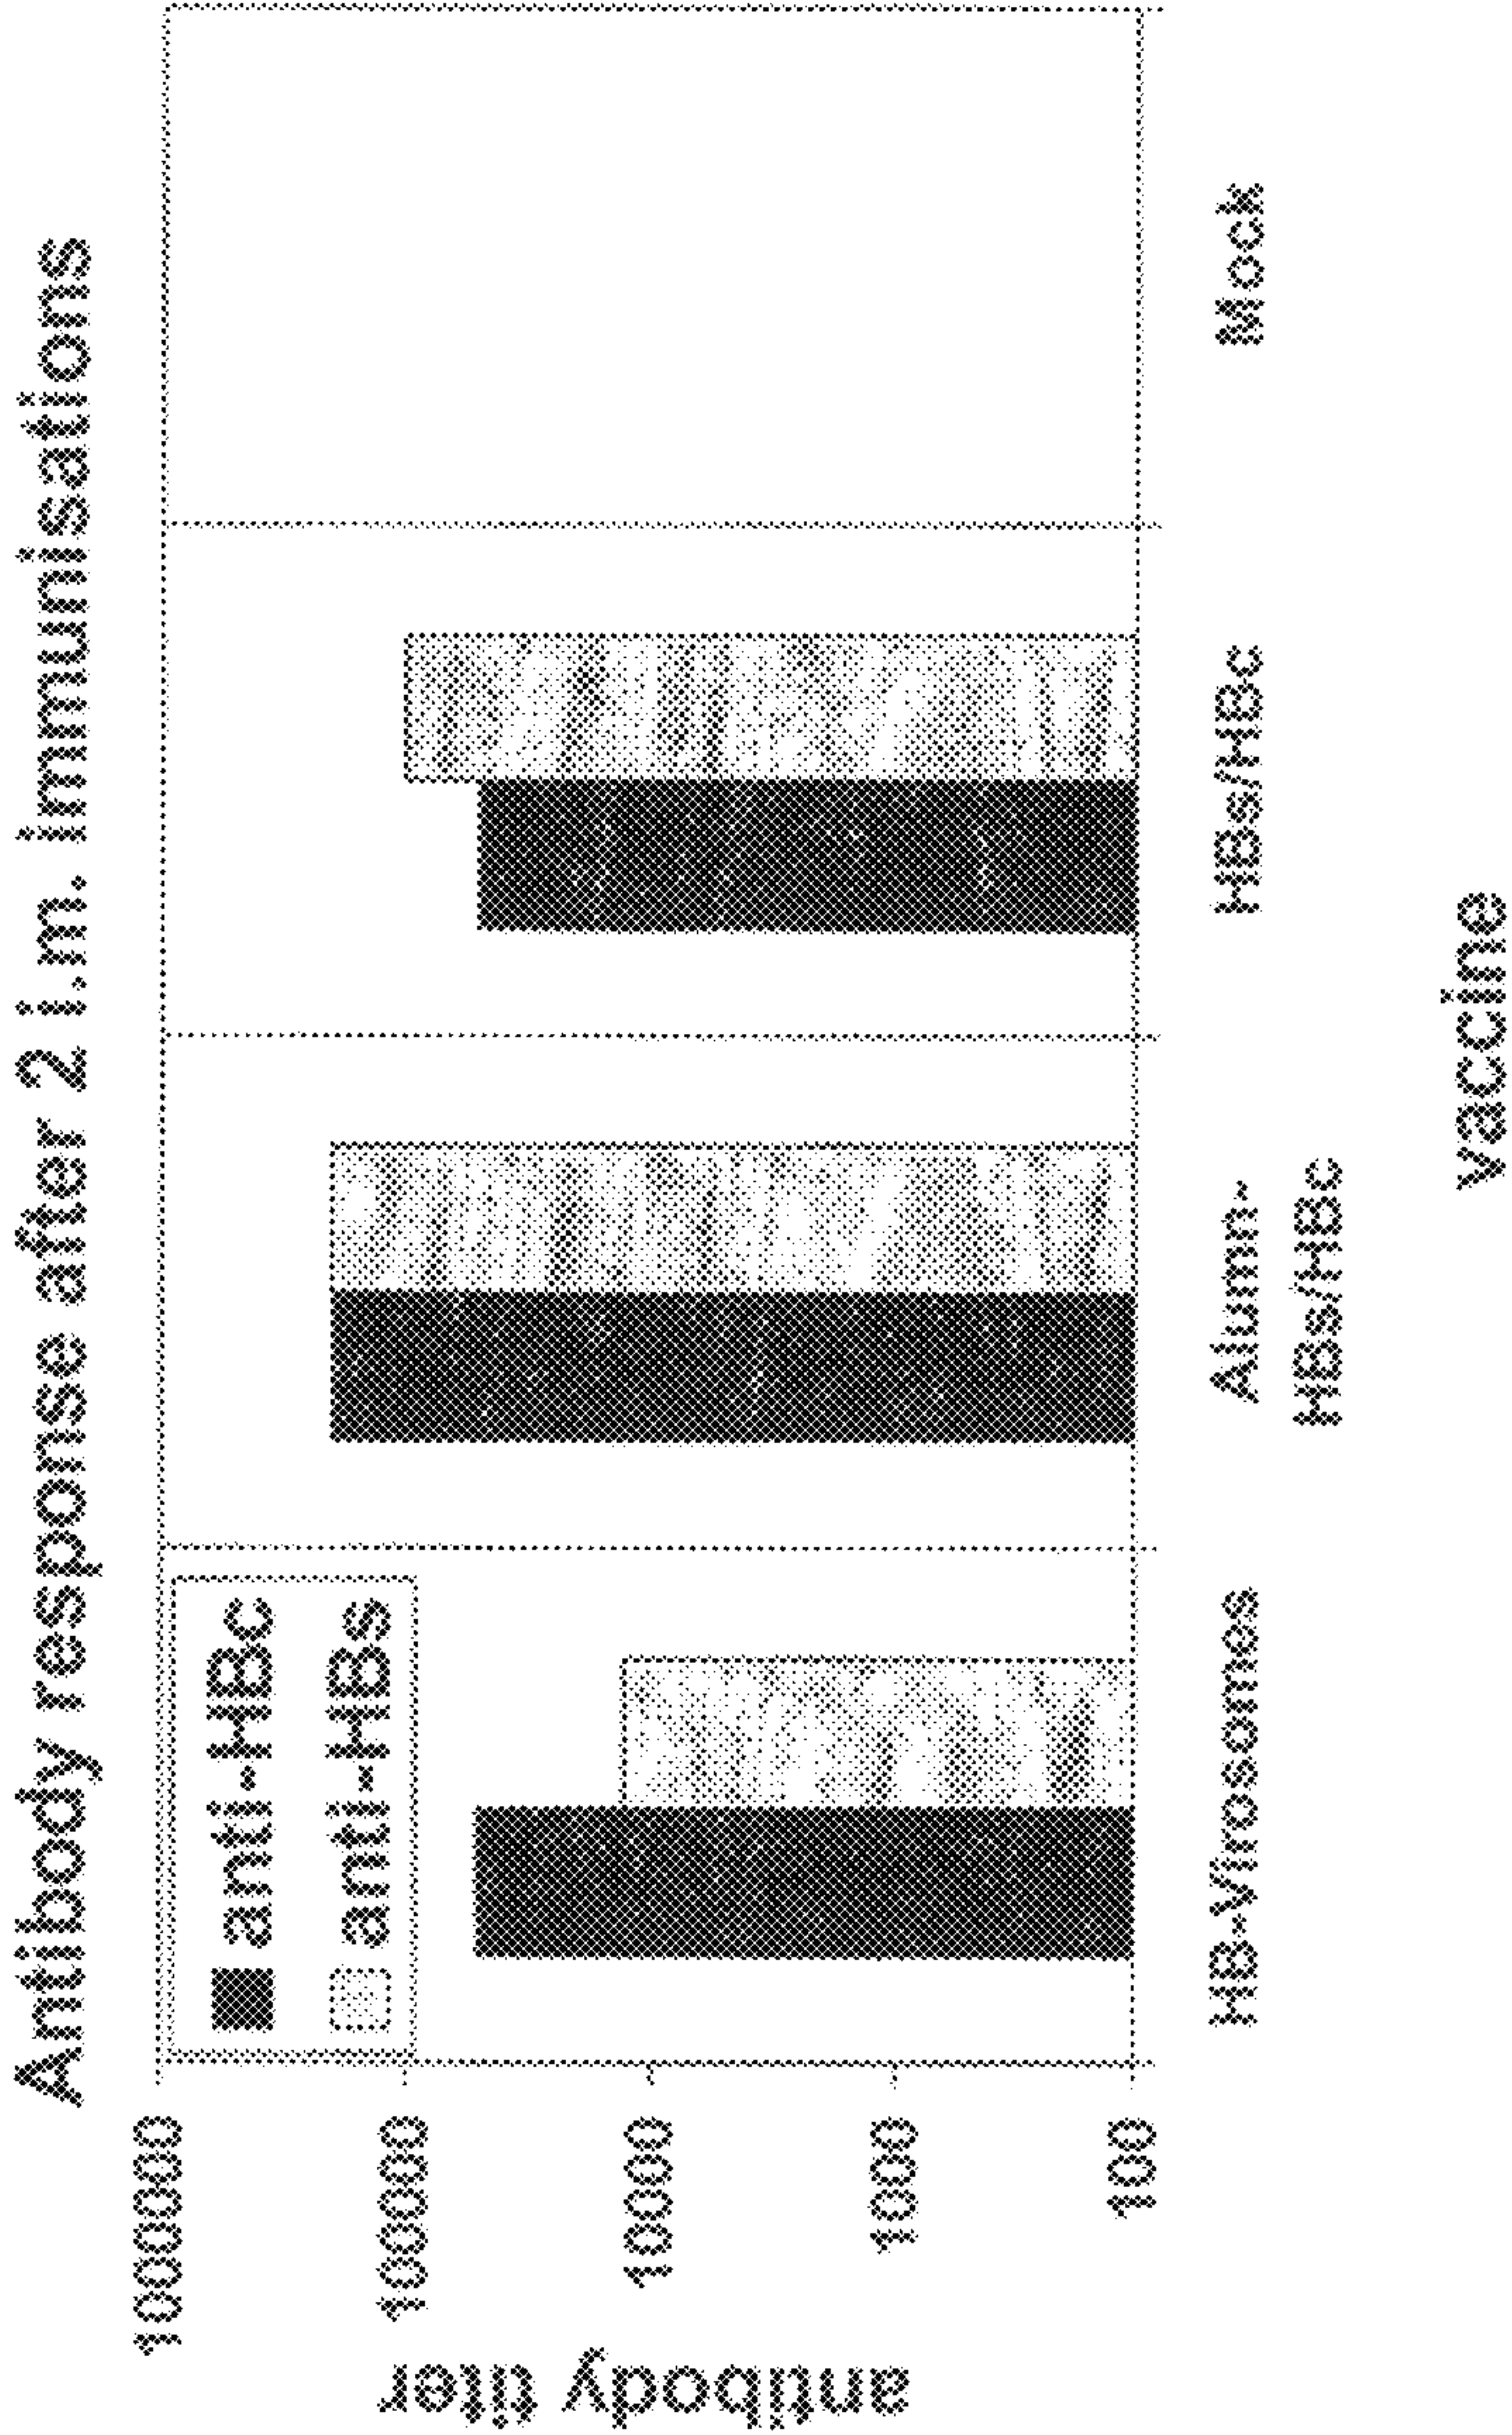 Antibody response after 2 i.m. immunisations
anti-HBc
anti-HBs
antibody titer
1000000
100000
10000
1000
100
HB-Virosomes
Alum-
HBs/HBc
HBs/HBc
Mock
vaccine